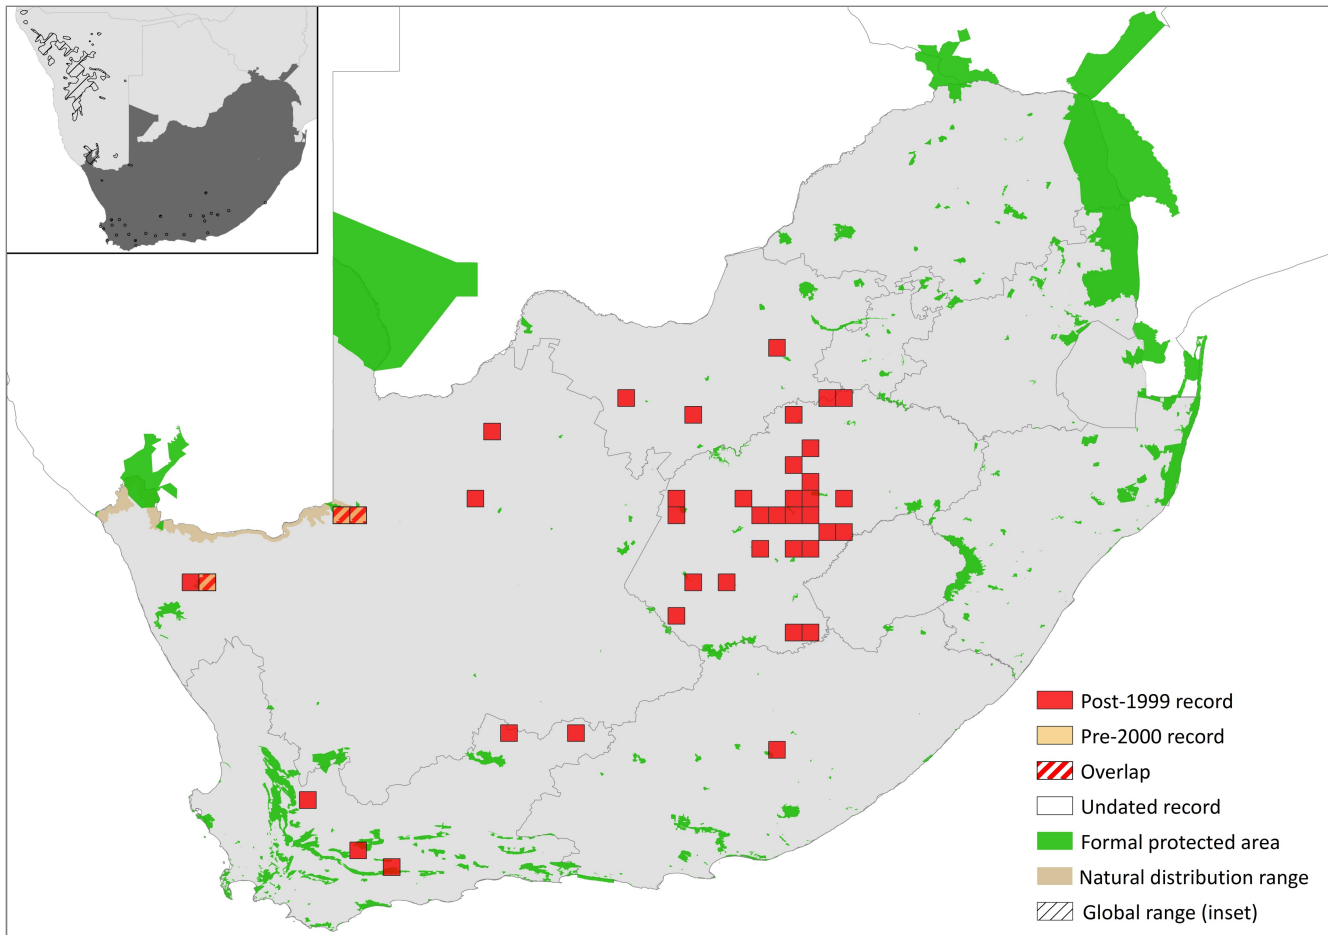 Post-1999 record
Pre-2000 record
Overlap
Undated record
Formal protected area
Natural distribution range
Global range (inset)